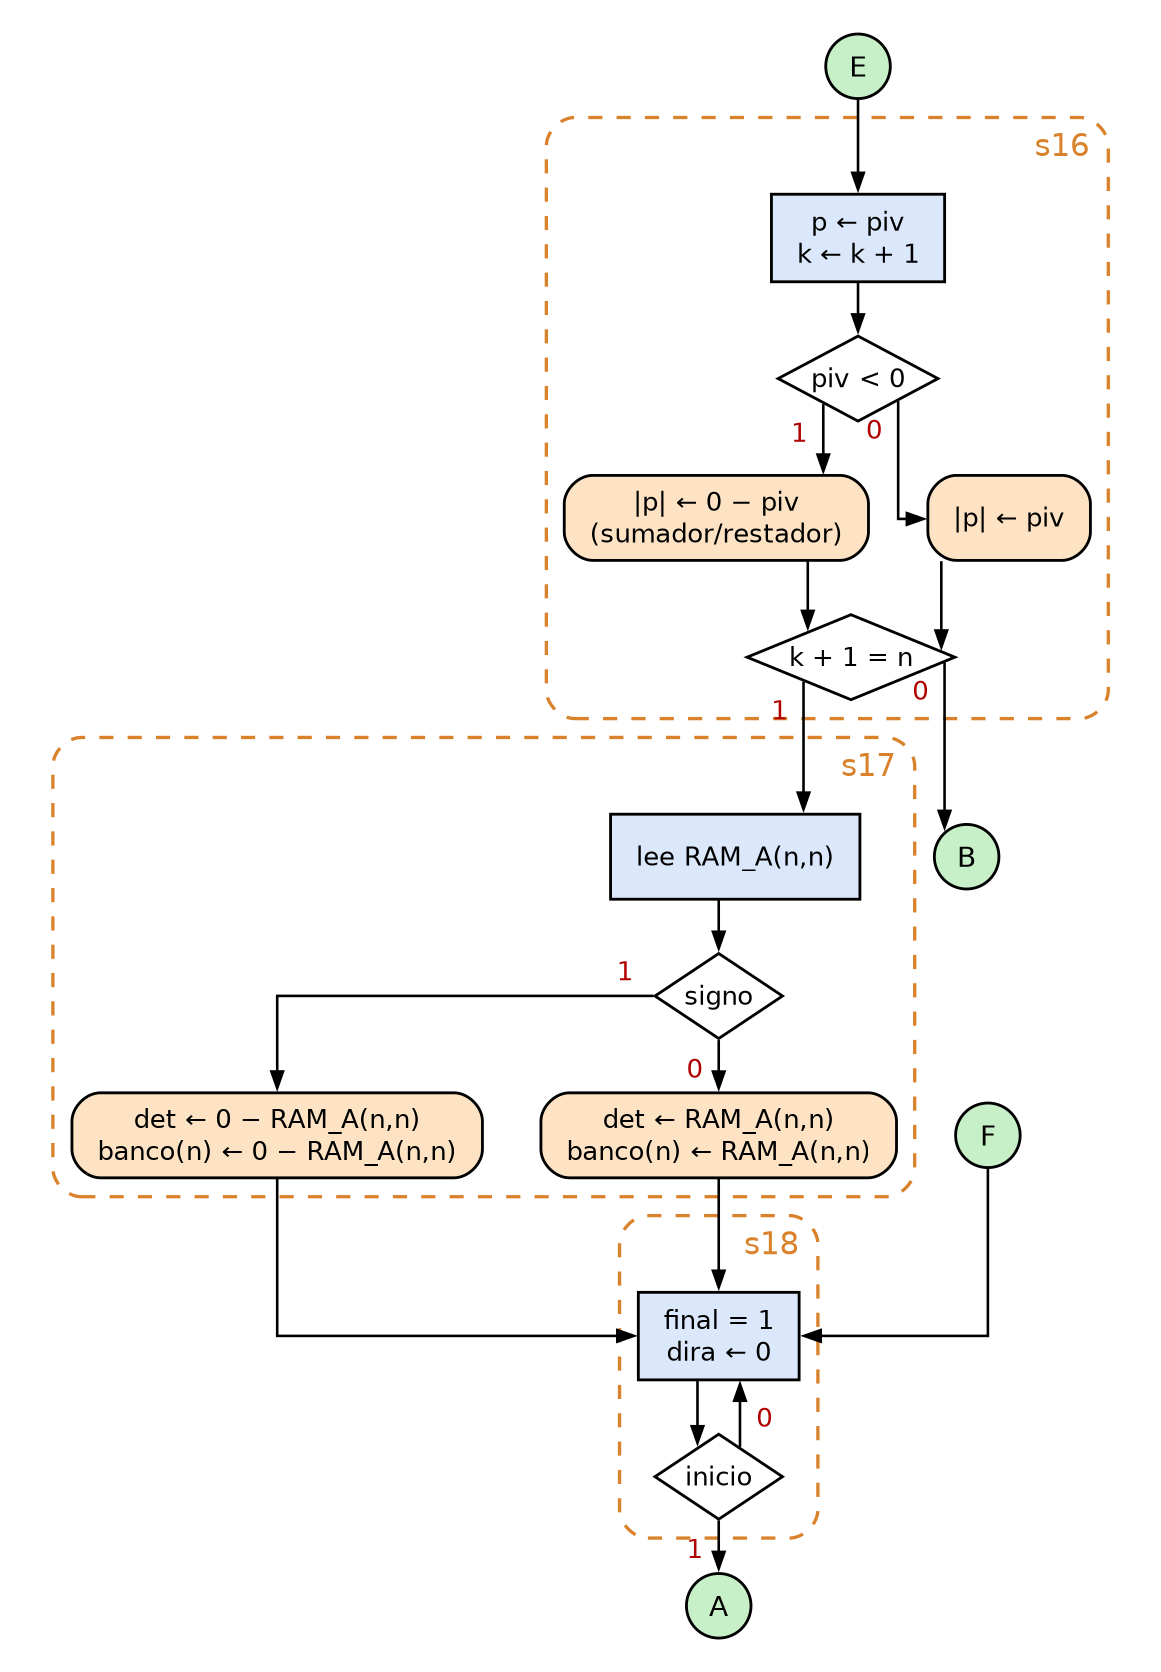 E
s16
p ← piv
k ← k + 1
piv < 0
1
0
|p| ← 0 − piv
(sumador/restador)
|p| ← piv
k + 1 = n
0
1
s17
lee RAM_A(n,n)
B
1
signo
0
det ← 0 − RAM_A(n,n)
banco(n) ← 0 − RAM_A(n,n)
det ← RAM_A(n,n)
banco(n) ← RAM_A(n,n)
F
s18
final = 1
dira ← 0
0
inicio
1
A